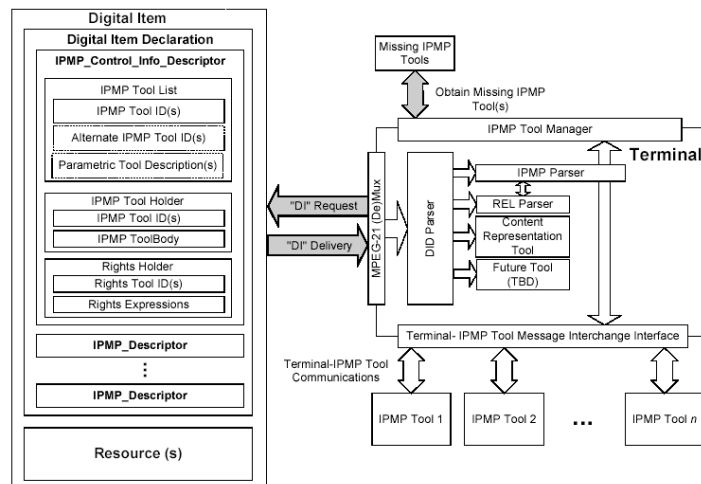 Digital Item
Digital Item Declaration
IPMP_Control_Info_Descriptor
IPMP Tool List
IPMP Tool ID(s)
Alternate IPMP Tool ID(s)
Parametric Tool Description(s)
IPMP Tool Holder
IPMP Tool ID(s)
IPMP ToolBody
Rights Holder
Rights Tool ID(s)
Rights Expressions
IPMP_Descriptor
⋮
IPMP_Descriptor
Resource (s)
"DI" Request
"DI" Delivery
Missing IPMP
Tools
Obtain Missing IPMP
Tool(s)
IPMP Tool Manager
Terminal
MPEG-21 (De)Mux
DID Parser
IPMP Parser
REL Parser
Content
Representation
Tool
Future Tool
(TBD)
Terminal- IPMP Tool Message Interchange Interface
Terminal-IPMP Tool
Communications
IPMP Tool 1
IPMP Tool 2
...
IPMP Tool n